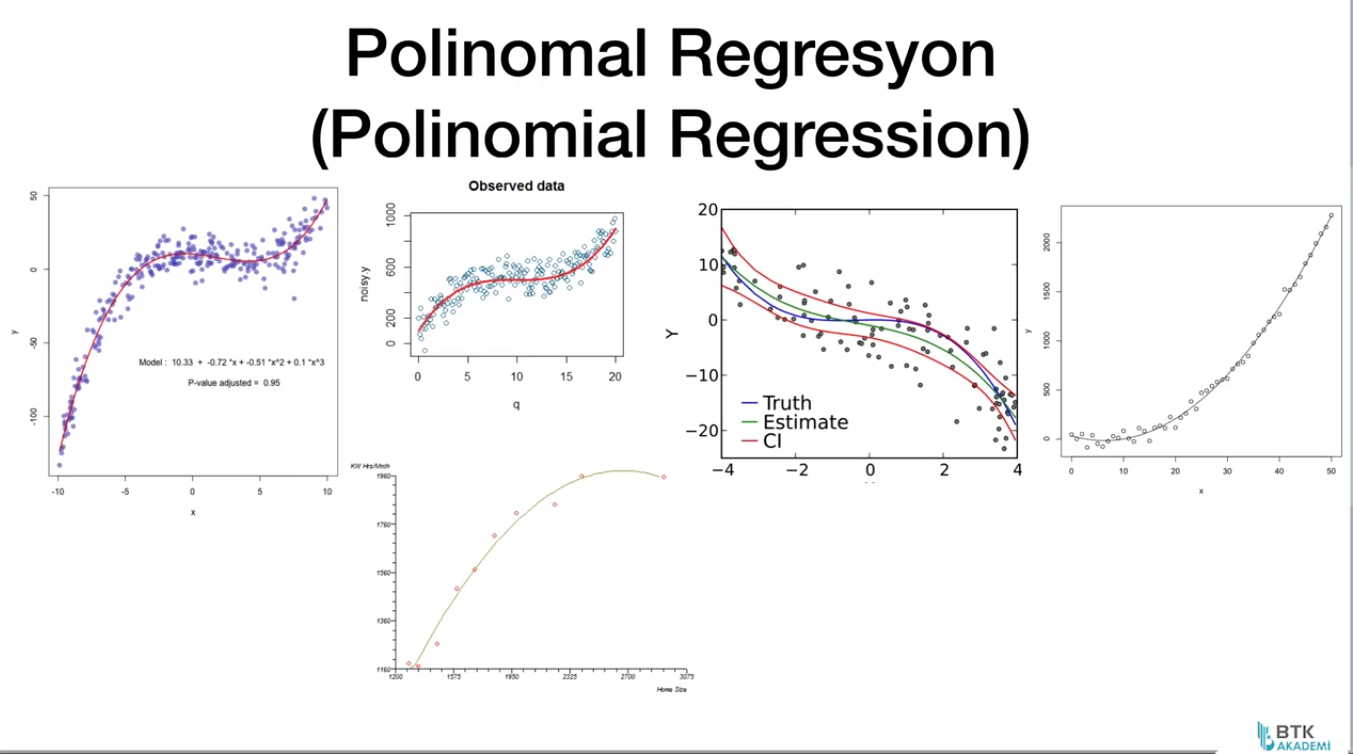 Polinomal Regresyon
(Polinomial Regression)
50
0
-50
-100
y
Model : 10.33 + -0.72 *x + -0.51 *x^2 + 0.1 *x^3
P-value adjusted = 0.95
-10 -5 0 5 10
x
Observed data
1000
600
200
0
noisy.y
0 5 10 15 20
q
20
10
0
−10
−20
Y
Truth
Estimate
CI
−4 −2 0 2 4
2000
1500
1000
500
0
y
0 10 20 30 40 50
x
KW Hrs/Mnth
1960
1760
1560
1360
1160
1200 1575 1950 2325 2700 3075
Home Size
BTK
AKADEMİ